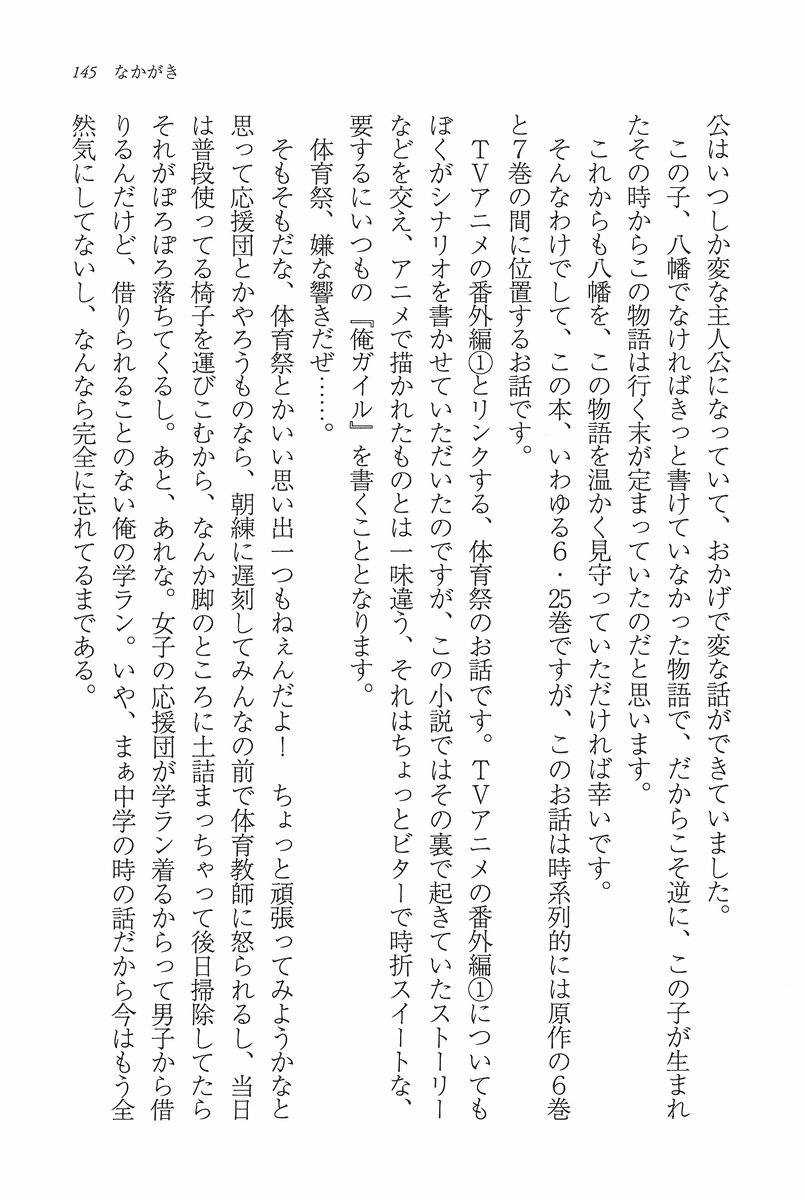 145 なかがき
公はいつしか変な主人公になっていて、おかげで変な話ができていました。
この子、八幡でなければきっと書けていなかった物語で、だからこそ逆に、この子が生まれ
たその時からこの物語は行く末が定まっていたのだと思います。
これからも八幡を、この物語を温かく見守っていただければ幸いです。
そんなわけでして、この本、いわゆる6・25巻ですが、このお話は時系列的には原作の6巻
と7巻の間に位置するお話です。
TVアニメの番外編①とリンクする、体育祭のお話です。TVアニメの番外編①についても
ぼくがシナリオを書かせていただいたのですが、この小説ではその裏で起きていたストーリー
などを交え、アニメで描かれたものとは一味違う、それはちょっとビターで時折スイートな、
要するにいつもの『俺ガイル』を書くこととなります。
体育祭、嫌な響きだぜ……。
そもそもだな、体育祭とかいい思い出一つもねぇんだよ！　ちょっと頑張ってみようかなと
思って応援団とかやろうものなら、朝練に遅刻してみんなの前で体育教師に怒られるし、当日
は普段使ってる椅子を運びこむから、なんか脚のところに土詰まっちゃって後日掃除してたら
それがぽろぽろ落ちてくるし。あと、あれな。女子の応援団が学ラン着るからって男子から借
りるんだけど、借りられることのない俺の学ラン。いや、まぁ中学の時の話だから今はもう全
然気にしてないし、なんなら完全に忘れてるまである。